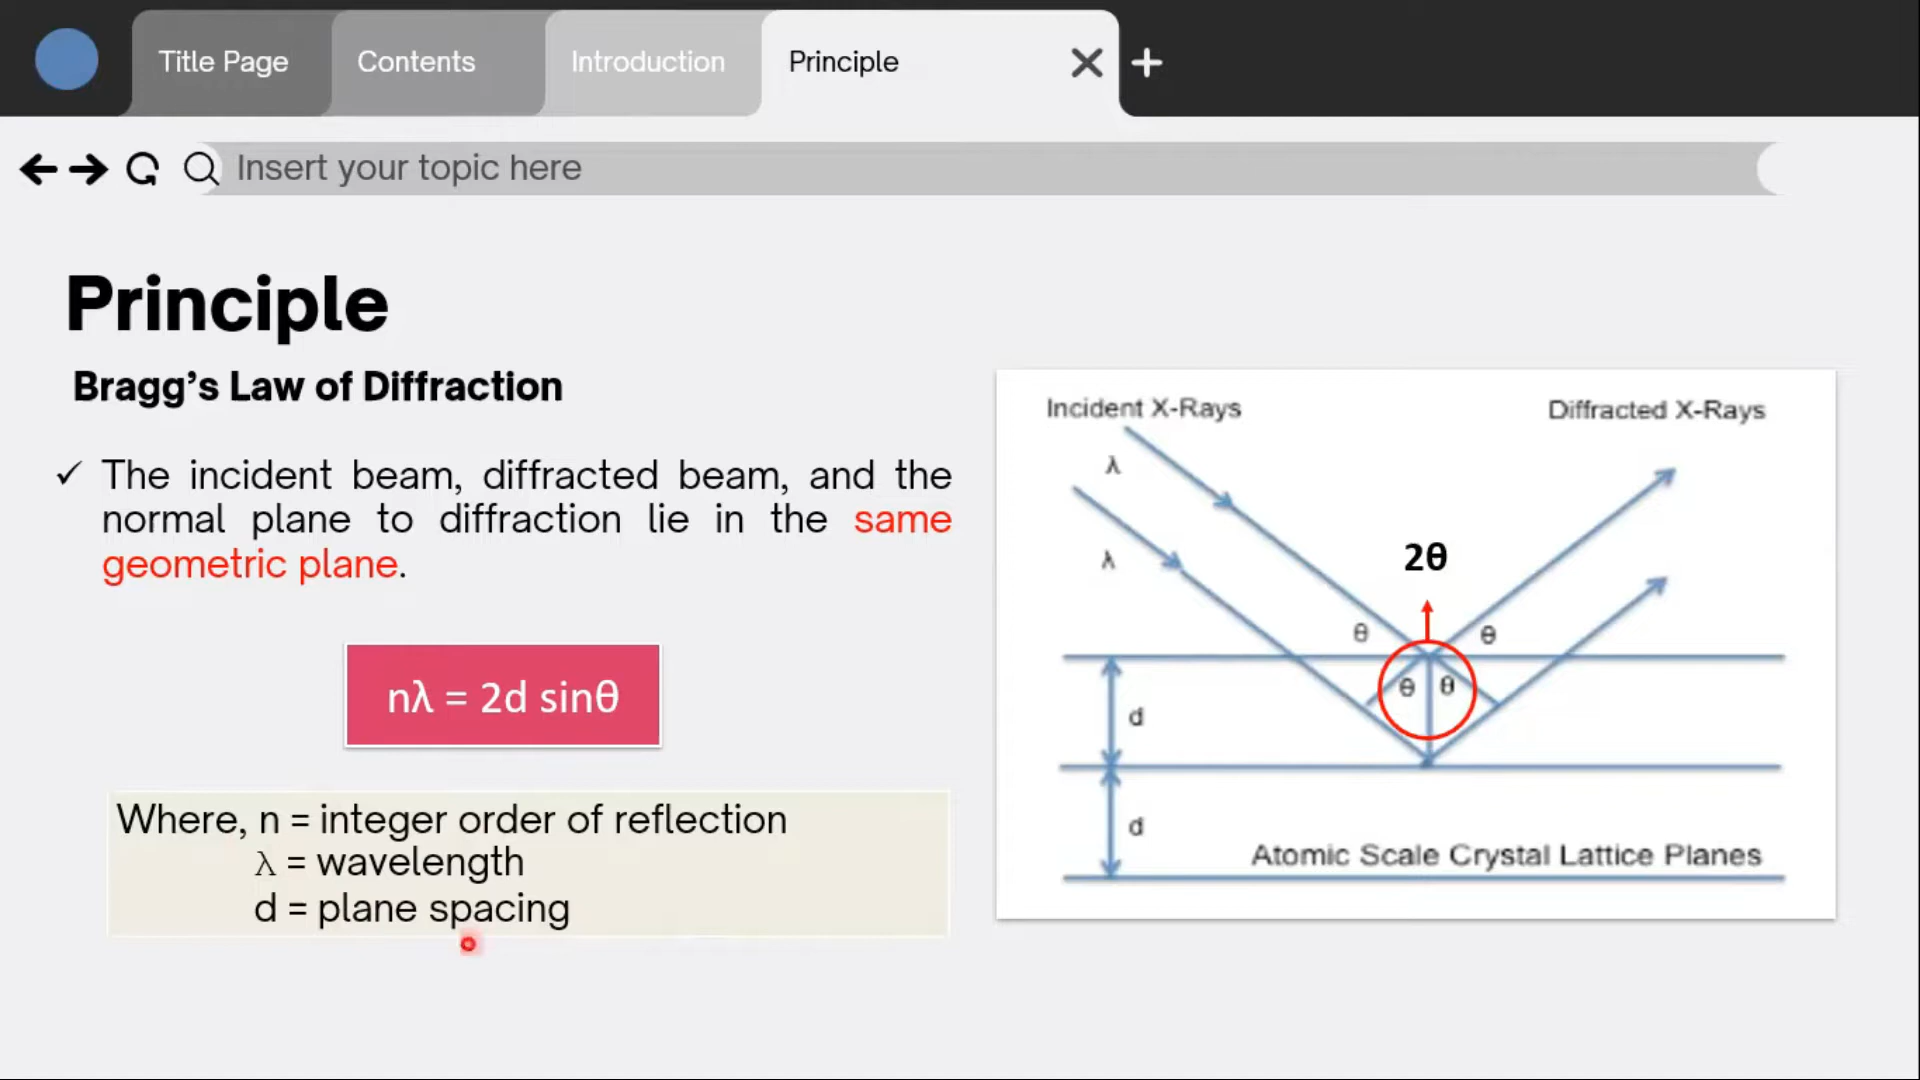 Title Page
Contents
Introduction
Principle
Insert your topic here
Principle
Bragg's Law of Diffraction
✓ The incident beam, diffracted beam, and the
normal plane to diffraction lie in the same
geometric plane.
nλ = 2d sinθ
Where, n = integer order of reflection
λ = wavelength
d = plane spacing
Incident X-Rays
Diffracted X-Rays
λ
λ
2θ
θ
θ
θ
θ
d
d
Atomic Scale Crystal Lattice Planes